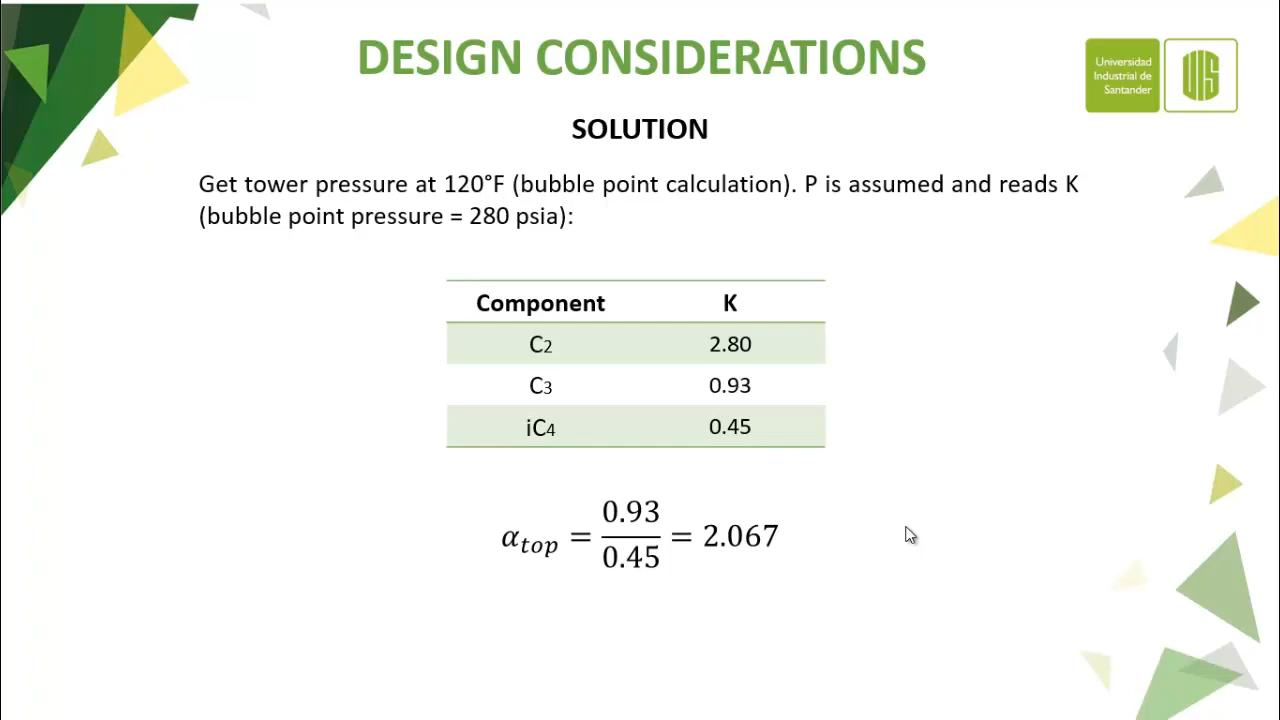 DESIGN CONSIDERATIONS
Universidad
Industrial de
Santander
UIS
SOLUTION
Get tower pressure at 120°F (bubble point calculation). P is assumed and reads K
(bubble point pressure = 280 psia):
Component K
C2 2.80
C3 0.93
iC4 0.45
α_top = 0.93/0.45 = 2.067